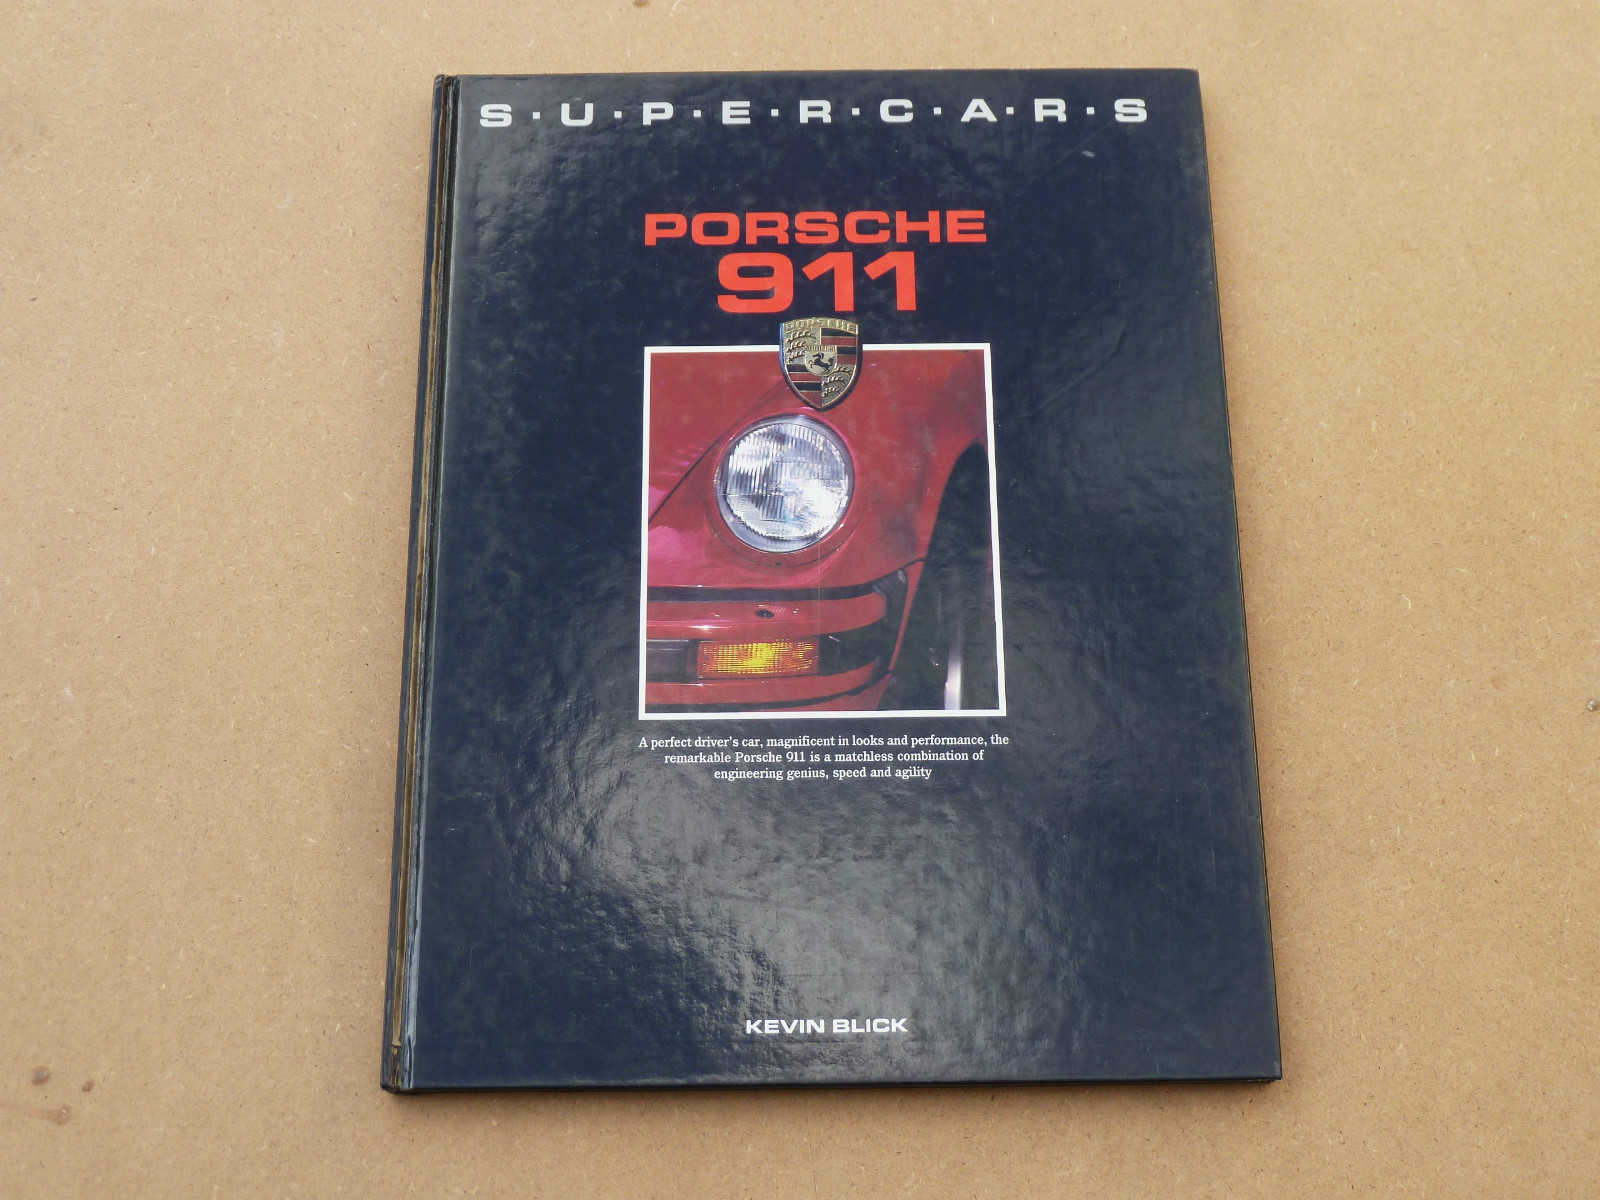 S·U·P·E·R·C·A·R·S
PORSCHE
911
PORSCHE
A perfect driver's car, magnificent in looks and performance, the
remarkable Porsche 911 is a matchless combination of
engineering genius, speed and agility
KEVIN BLICK